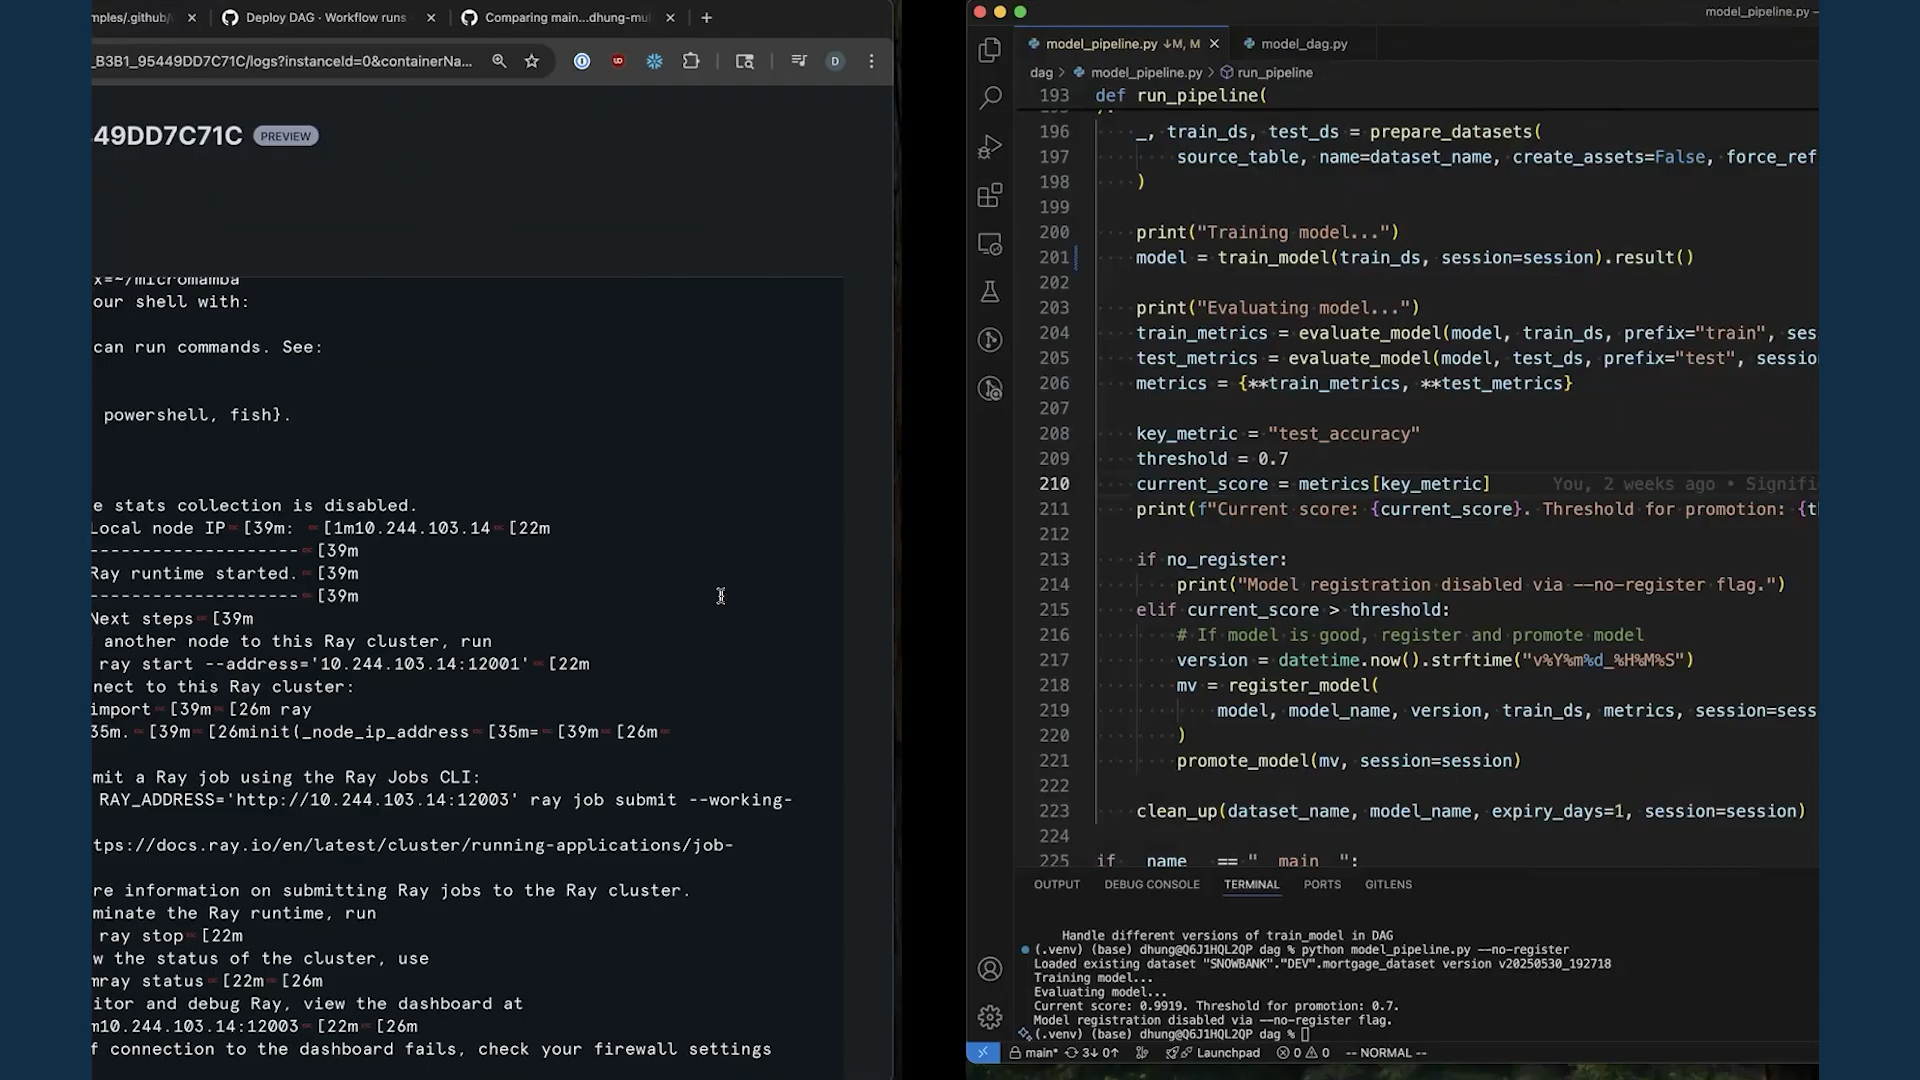 mples/.github/
Deploy DAG · Workflow runs
Comparing main...dhung-mul
_B3B1_95449DD7C71C/logs?instanceId=0&containerNa...
D
49DD7C71C PREVIEW
x=~/micromamba
our shell with:
can run commands. See:
powershell, fish}.
e stats collection is disabled.
Local node IP [39m: [1m10.244.103.14 [22m
-------------------- [39m
Ray runtime started. [39m
-------------------- [39m
Next steps [39m
another node to this Ray cluster, run
ray start --address='10.244.103.14:12001' [22m
nect to this Ray cluster:
import [39m [26m ray
35m. [39m [26minit(_node_ip_address [35m= [39m [26m
mit a Ray job using the Ray Jobs CLI:
RAY_ADDRESS='http://10.244.103.14:12003' ray job submit --working-
tps://docs.ray.io/en/latest/cluster/running-applications/job-
re information on submitting Ray jobs to the Ray cluster.
minate the Ray runtime, run
ray stop [22m
w the status of the cluster, use
mray status [22m [26m
itor and debug Ray, view the dashboard at
m10.244.103.14:12003 [22m [26m
f connection to the dashboard fails, check your firewall settings
model_pipeline.py —
model_pipeline.py ↓M, M
model_dag.py
dag > model_pipeline.py > run_pipeline
193 def run_pipeline(
196 _, train_ds, test_ds = prepare_datasets(
197 source_table, name=dataset_name, create_assets=False, force_ref
198 )
199
200 print("Training model...")
201 model = train_model(train_ds, session=session).result()
202
203 print("Evaluating model...")
204 train_metrics = evaluate_model(model, train_ds, prefix="train", ses
205 test_metrics = evaluate_model(model, test_ds, prefix="test", session
206 metrics = {**train_metrics, **test_metrics}
207
208 key_metric = "test_accuracy"
209 threshold = 0.7
210 current_score = metrics[key_metric] You, 2 weeks ago • Signifi
211 print(f"Current score: {current_score}. Threshold for promotion: {t
212
213 if no_register:
214 print("Model registration disabled via --no-register flag.")
215 elif current_score > threshold:
216 # If model is good, register and promote model
217 version = datetime.now().strftime("v%Y%m%d_%H%M%S")
218 mv = register_model(
219 model, model_name, version, train_ds, metrics, session=sess
220 )
221 promote_model(mv, session=session)
222
223 clean_up(dataset_name, model_name, expiry_days=1, session=session)
224
225 if __name__ == "__main__":
OUTPUT DEBUG CONSOLE TERMINAL PORTS GITLENS
Handle different versions of train_model in DAG
(.venv) (base) dhung@Q6J1HQL2QP dag % python model_pipeline.py --no-register
Loaded existing dataset "SNOWBANK"."DEV".mortgage_dataset version v20250530_192718
Training model...
Evaluating model...
Current score: 0.9919. Threshold for promotion: 0.7.
Model registration disabled via --no-register flag.
(.venv) (base) dhung@Q6J1HQL2QP dag %
main* 3↓ 0↑ Launchpad 0 0 -- NORMAL --